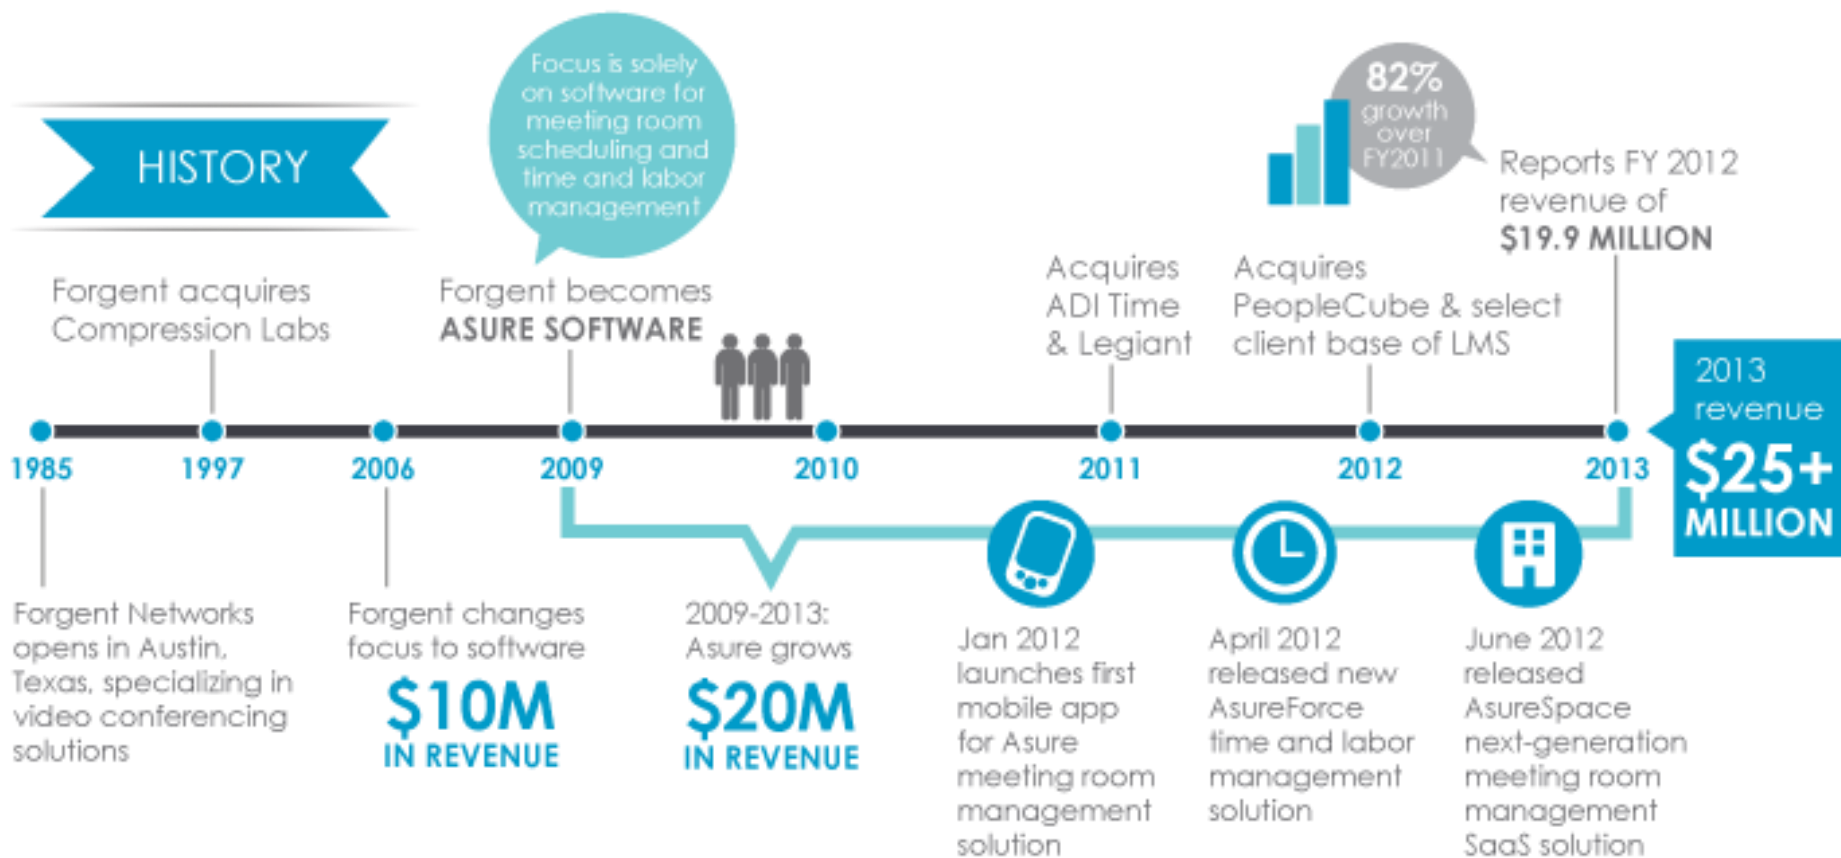 HISTORY
Focus is solely
on software for
meeting room
scheduling and
time and labor
management
82%
growth
over
FY2011
Reports FY 2012
revenue of
$19.9 MILLION
Forgent acquires
Compression Labs
Forgent becomes
ASURE SOFTWARE
Acquires
ADI Time
& Legiant
Acquires
PeopleCube & select
client base of LMS
2013
revenue
$25+
MILLION
1985
1997
2006
2009
2010
2011
2012
2013
Forgent Networks
opens in Austin,
Texas, specializing in
video conferencing
solutions
Forgent changes
focus to software
$10M
IN REVENUE
2009-2013:
Asure grows
$20M
IN REVENUE
Jan 2012
launches first
mobile app
for Asure
meeting room
management
solution
April 2012
released new
AsureForce
time and labor
management
solution
June 2012
released
AsureSpace
next-generation
meeting room
management
SaaS solution